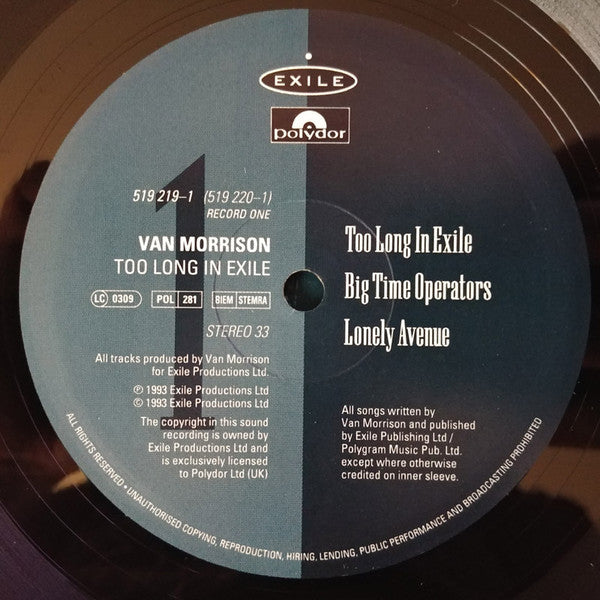 EXILE
polydor
1
519 219-1 (519 220-1)
RECORD ONE
VAN MORRISON
TOO LONG IN EXILE
LC 0309 POL 281 BIEM STEMRA
STEREO 33
All tracks produced by Van Morrison
for Exile Productions Ltd.
℗ 1993 Exile Productions Ltd
© 1993 Exile Productions Ltd
The copyright in this sound
recording is owned by
Exile Productions Ltd and
is exclusively licensed
to Polydor Ltd (UK)
Too Long In Exile
Big Time Operators
Lonely Avenue
All songs written by
Van Morrison and published
by Exile Publishing Ltd /
Polygram Music Pub. Ltd.
except where otherwise
credited on inner sleeve.
ALL RIGHTS RESERVED • UNAUTHORISED COPYING, REPRODUCTION, HIRING, LENDING, PUBLIC PERFORMANCE AND BROADCASTING PROHIBITED